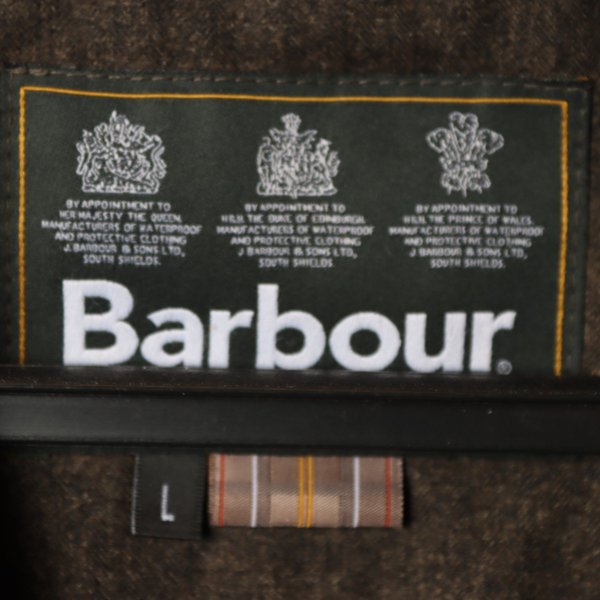 BY APPOINTMENT TO
HER MAJESTY THE QUEEN,
MANUFACTURERS OF WATERPROOF
AND PROTECTIVE CLOTHING
J. BARBOUR & SONS LTD,
SOUTH SHIELDS.
BY APPOINTMENT TO
H.R.H. THE DUKE OF EDINBURGH,
MANUFACTURERS OF WATERPROOF
AND PROTECTIVE CLOTHING
J. BARBOUR & SONS LTD,
SOUTH SHIELDS.
BY APPOINTMENT TO
H.R.H. THE PRINCE OF WALES,
MANUFACTURERS OF WATERPROOF
AND PROTECTIVE CLOTHING
J. BARBOUR & SONS LTD,
SOUTH SHIELDS.
Barbour®
L